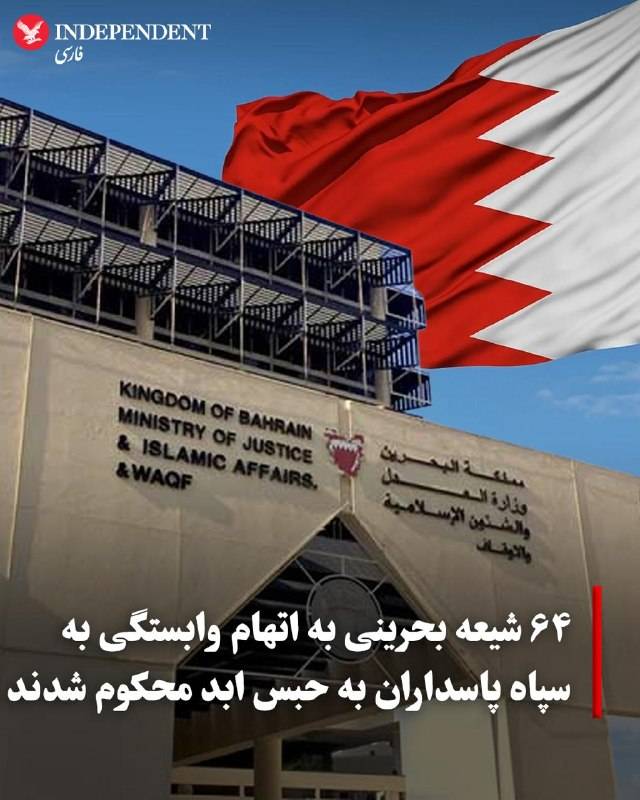 INDEPENDENT
فارسی
KINGDOM OF BAHRAIN
MINISTRY OF JUSTICE
& ISLAMIC AFFAIRS,
&WAQF
مملكة البحرين
وزارة العدل
والشئون الإسلامية
والاوقاف
۶۴ شیعه بحرینی به اتهام وابستگی به
سپاه پاسداران به حبس ابد محکوم شدند